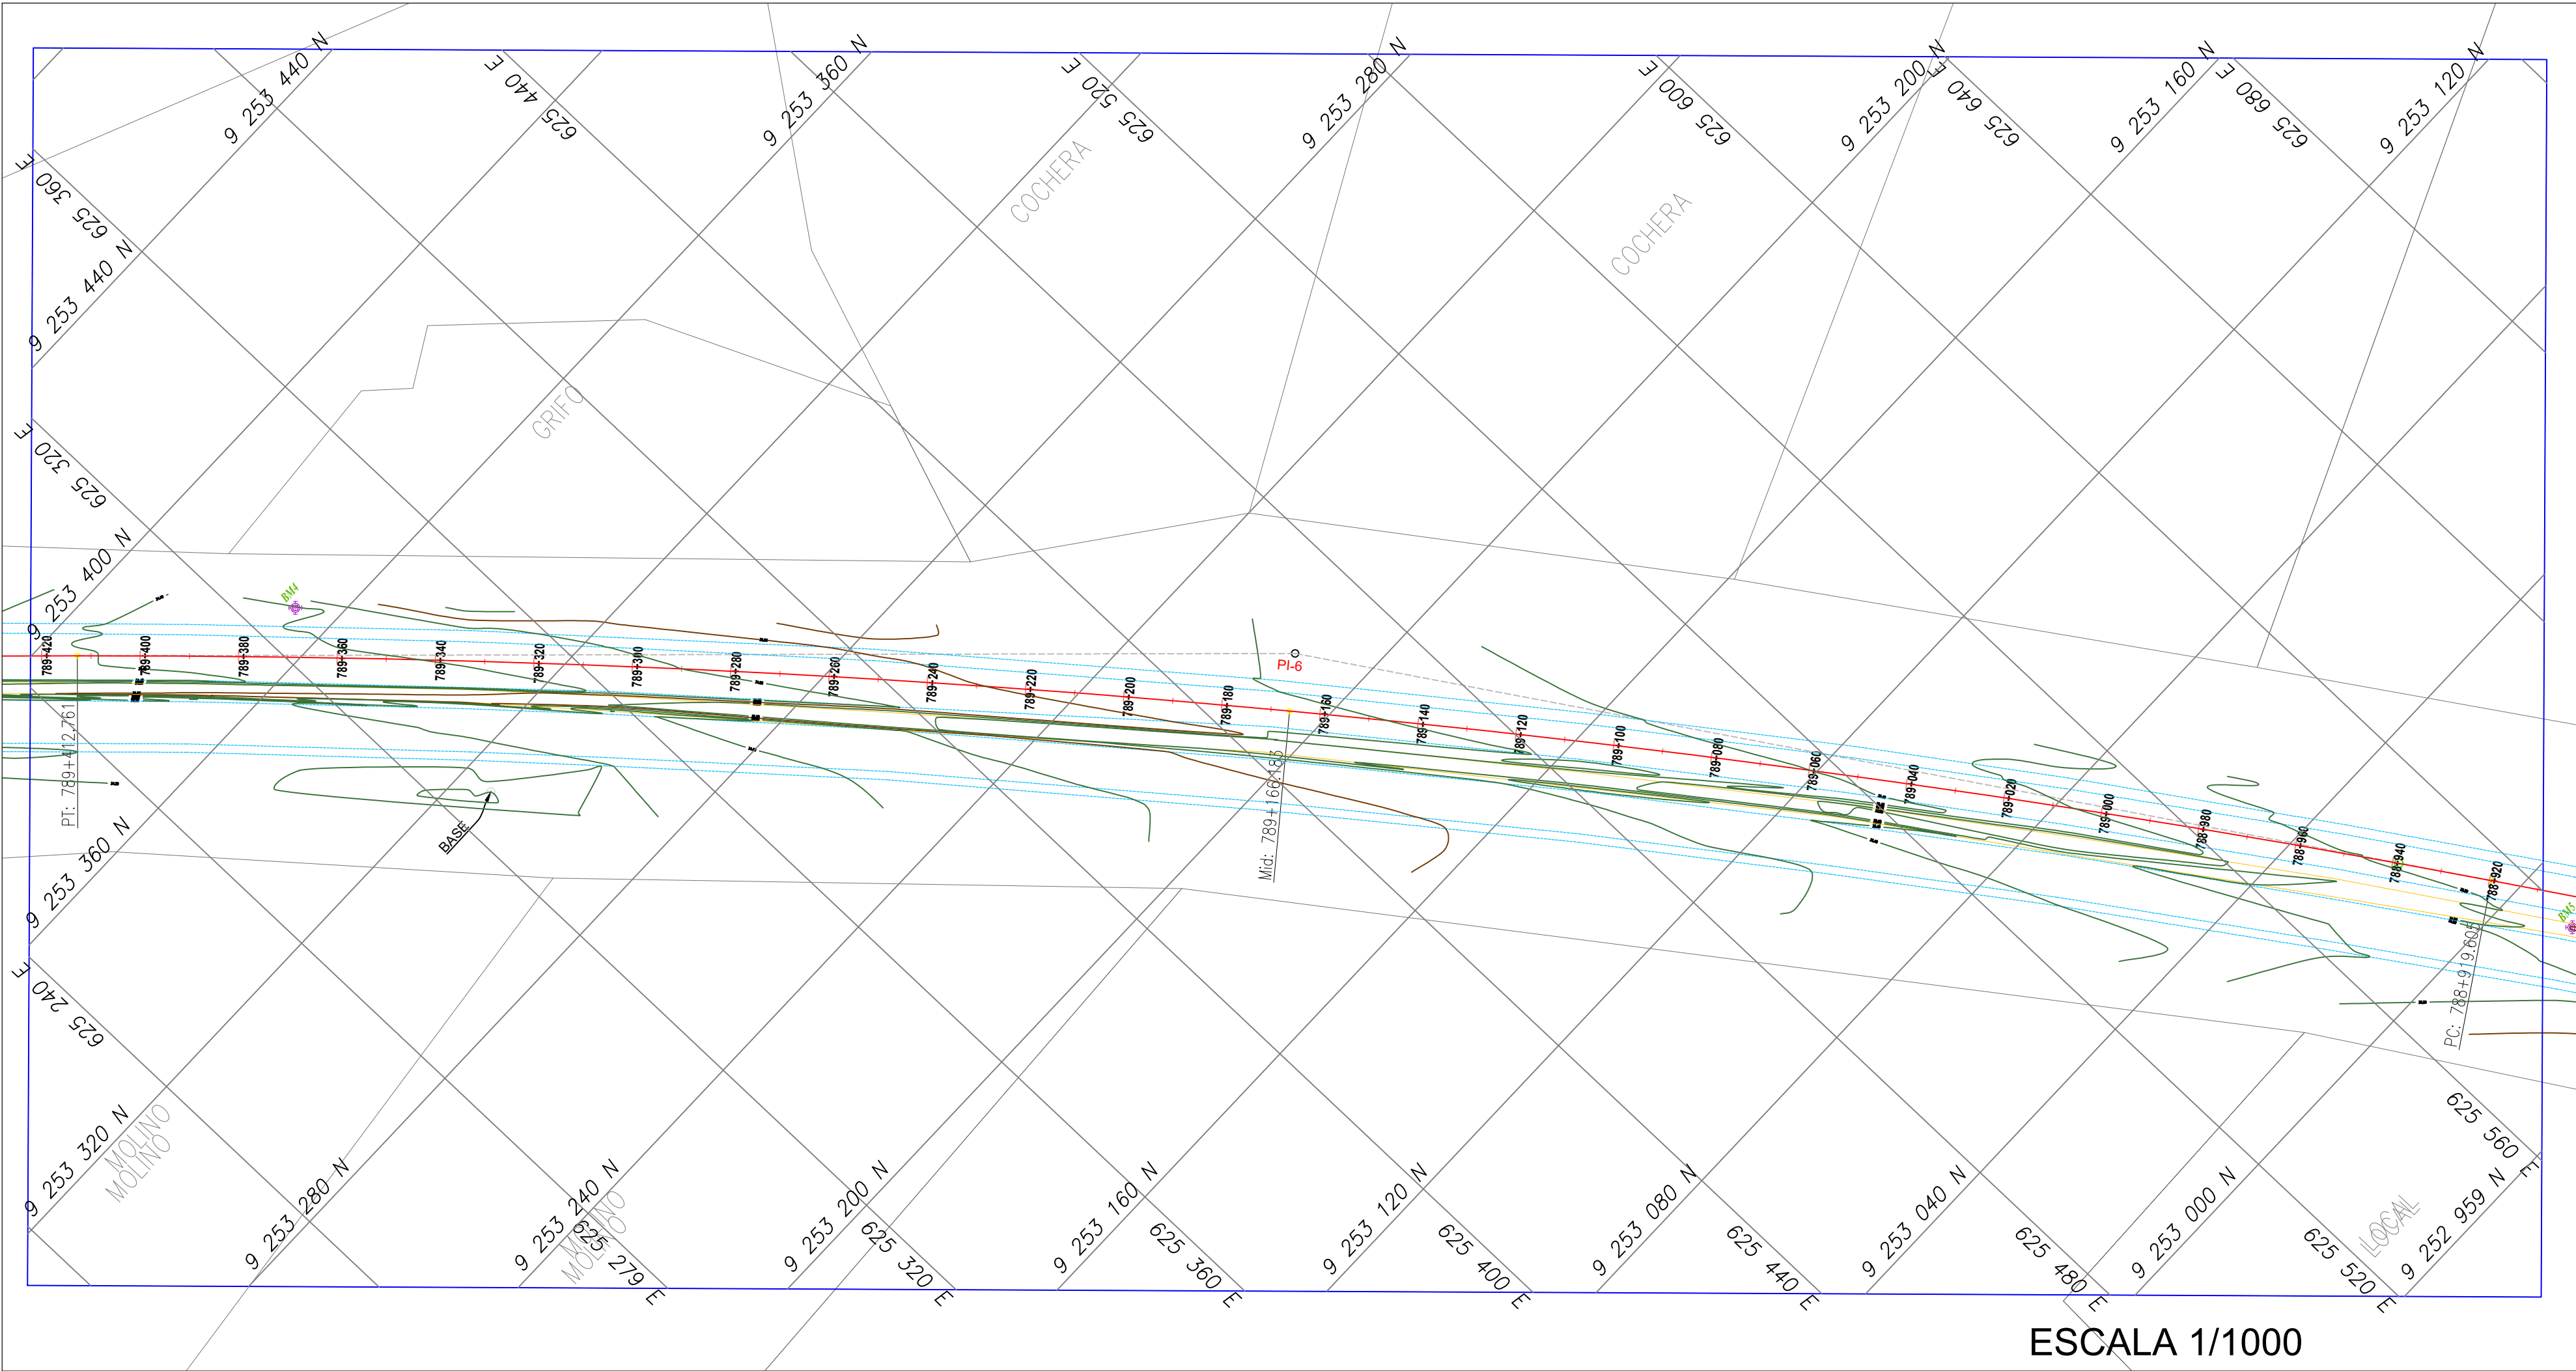 9 253 440 N
625 440 E
9 253 360 N
625 520 E
9 253 280 N
625 600 E
9 253 200 N
625 640 E
9 253 160 N
625 680 E
9 253 120 N
625 360 E
9 253 440 N
COCHERA
COCHERA
GRIFO
625 320 E
9 253 400 N
BM4
789+420
789+400
789+380
789+360
789+340
789+320
789+300
789+280
789+260
789+240
789+220
789+200
789+180
789+160
789+140
789+120
789+100
789+080
789+060
789+040
789+020
789+000
788+980
788+960
788+940
788+920
PI-6
PT: 789+412.761
Mid: 789+166.183
PC: 788+919.605
BM5
BASE
9 253 360 N
625 240 E
9 253 320 N
MOLINO
MOLINO
9 253 280 N
9 253 240 N
MOLINO
MOLINO
625 279 E
9 253 200 N
625 320 E
9 253 160 N
625 360 E
9 253 120 N
625 400 E
9 253 080 N
625 440 E
9 253 040 N
625 480 E
9 253 000 N
625 520 E
LOCAL
9 252 959 N
625 560 E
ESCALA 1/1000